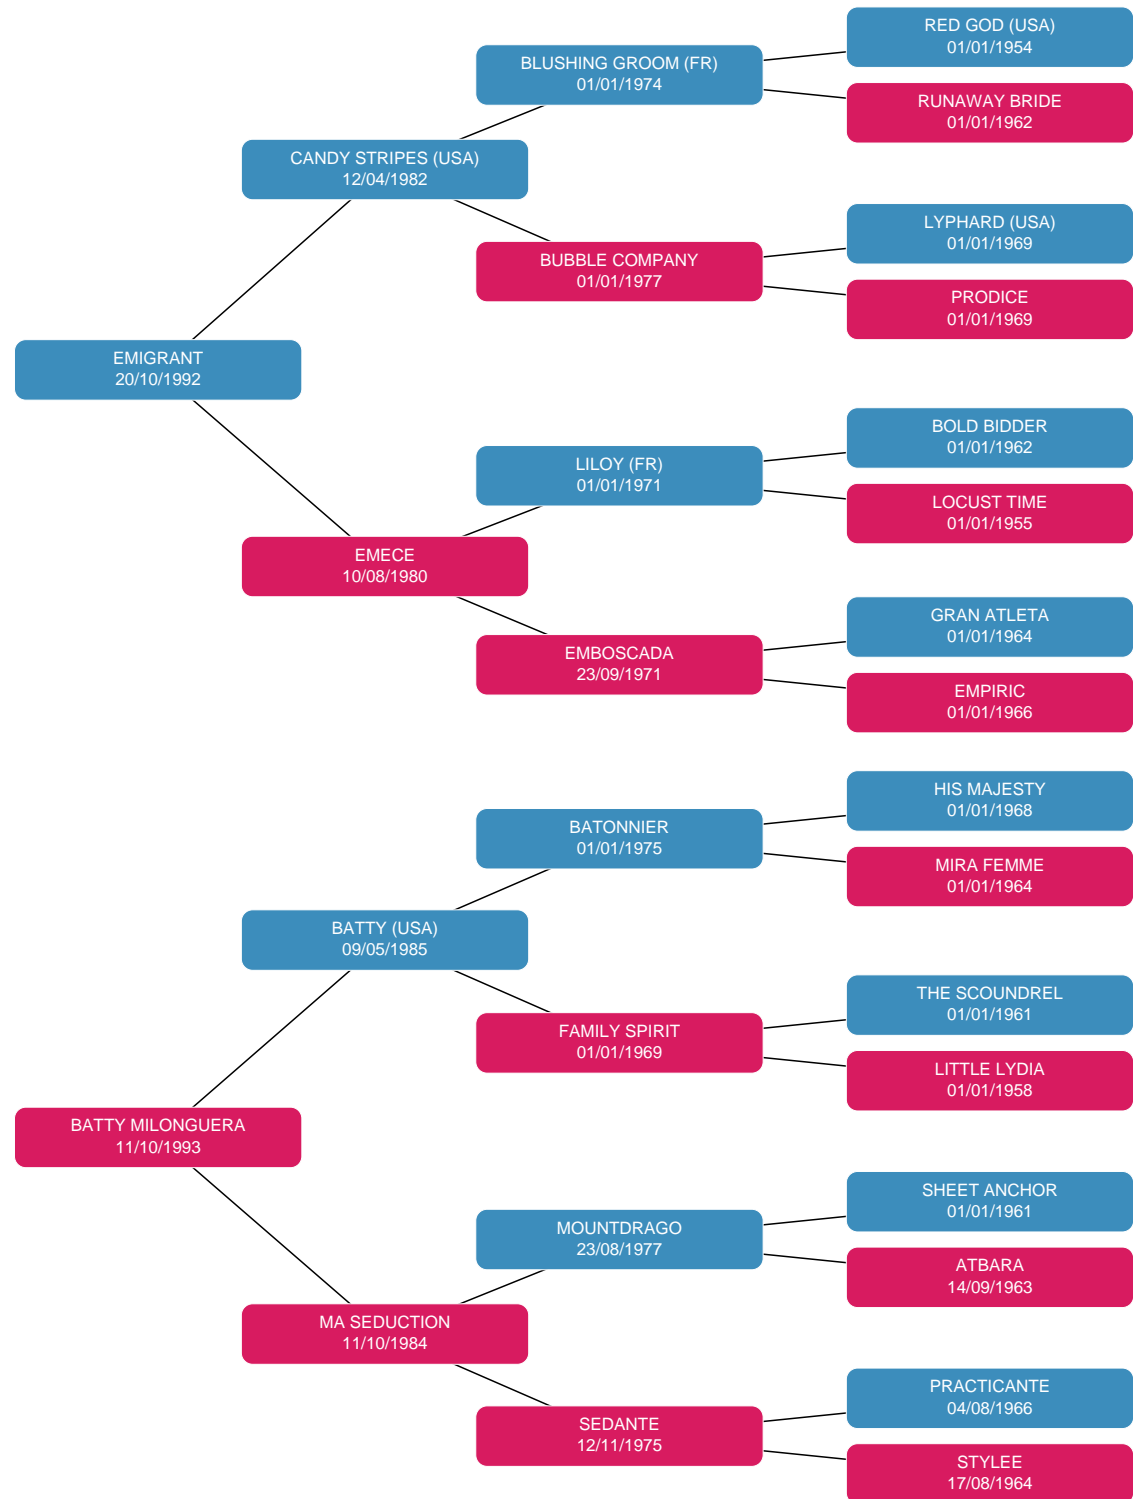 RED GOD (USA)
01/01/1954
BLUSHING GROOM (FR)
01/01/1974
RUNAWAY BRIDE
01/01/1962
CANDY STRIPES (USA)
12/04/1982
LYPHARD (USA)
01/01/1969
BUBBLE COMPANY
01/01/1977
PRODICE
01/01/1969
EMIGRANT
20/10/1992
BOLD BIDDER
01/01/1962
LILOY (FR)
01/01/1971
LOCUST TIME
01/01/1955
EMECE
10/08/1980
GRAN ATLETA
01/01/1964
EMBOSCADA
23/09/1971
EMPIRIC
01/01/1966
HIS MAJESTY
01/01/1968
BATONNIER
01/01/1975
MIRA FEMME
01/01/1964
BATTY (USA)
09/05/1985
THE SCOUNDREL
01/01/1961
FAMILY SPIRIT
01/01/1969
LITTLE LYDIA
01/01/1958
BATTY MILONGUERA
11/10/1993
SHEET ANCHOR
01/01/1961
MOUNTDRAGO
23/08/1977
ATBARA
14/09/1963
MA SEDUCTION
11/10/1984
PRACTICANTE
04/08/1966
SEDANTE
12/11/1975
STYLEE
17/08/1964